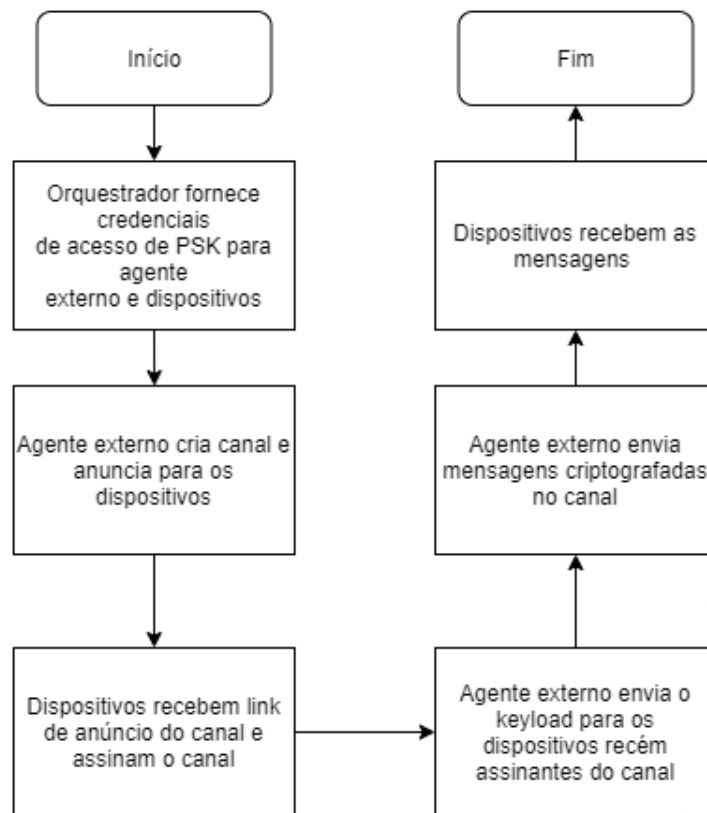 Início
Orquestrador fornece
credenciais
de acesso de PSK para
agente
externo e dispositivos
Agente externo cria canal e
anuncia para os
dispositivos
Dispositivos recebem link
de anúncio do canal e
assinam o canal
Agente externo envia o
keyload para os
dispositivos recém
assinantes do canal
Agente externo envia
mensagens criptografadas
no canal
Dispositivos recebem as
mensagens
Fim